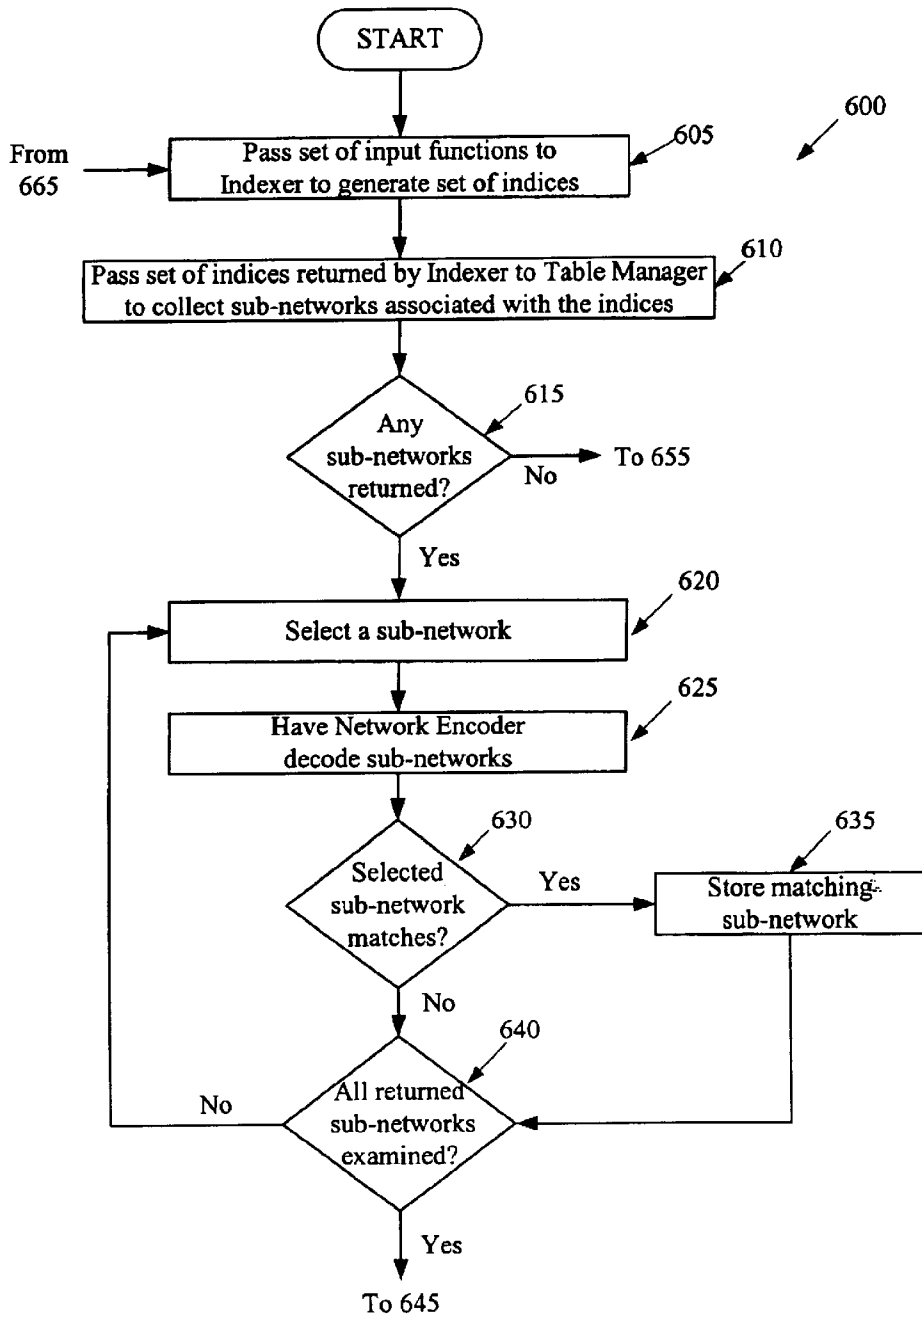 START
600
From
665
Pass set of input functions to
Indexer to generate set of indices
605
Pass set of indices returned by Indexer to Table Manager
to collect sub-networks associated with the indices
610
Any
sub-networks
returned?
615
No
To 655
Yes
Select a sub-network
620
Have Network Encoder
decode sub-networks
625
Selected
sub-network
matches?
630
Yes
Store matching
sub-network
635
No
All returned
sub-networks
examined?
640
No
Yes
To 645